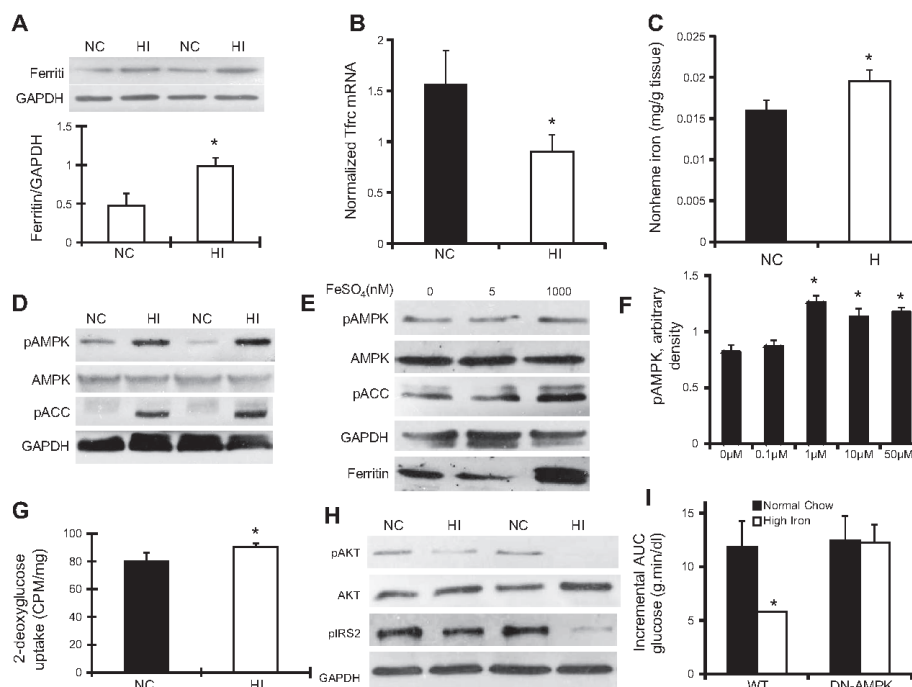 A
NC HI NC HI
Ferriti
GAPDH
Ferritin/GAPDH
1.5
1
0.5
0
*
NC HI
B
Normalized Tfrc mRNA
2
1.5
1
0.5
0
*
NC HI
C
Nonheme iron (mg/g tissue)
0.025
0.02
0.015
0.01
0.005
0
*
NC H
D
NC HI NC HI
pAMPK
AMPK
pACC
GAPDH
E
FeSO4(nM) 0 5 1000
pAMPK
AMPK
pACC
GAPDH
Ferritin
F
pAMPK, arbitrary
density
1.5
1
0.5
0
* * *
0µM 0.1µM 1µM 10µM 50µM
G
2-deoxyglucose
uptake (CPM/mg)
100
80
60
40
20
0
*
NC HI
H
NC HI NC HI
pAKT
AKT
pIRS2
GAPDH
I
Normal Chow
High Iron
Incremental AUC
glucose (g.min/dl)
15
10
5
0
*
WT DN-AMPK